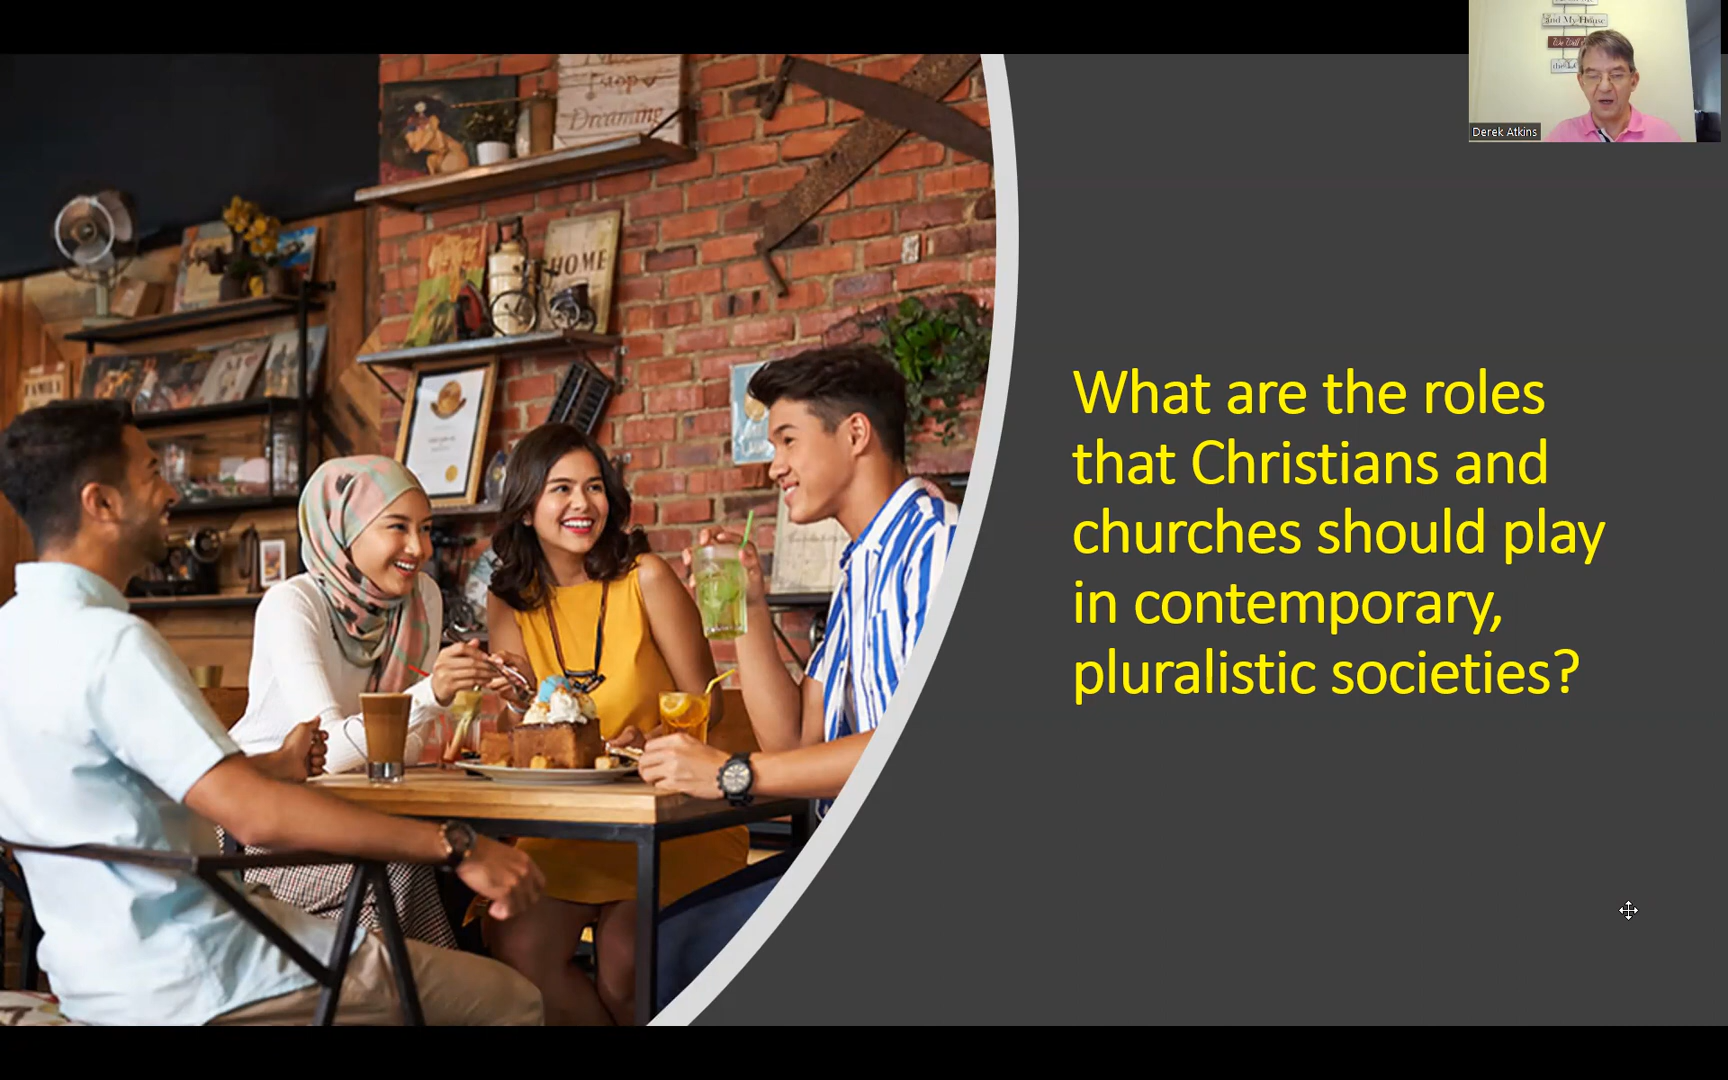 and My House
Derek Atkins
Dreaming
HOME
FAMILY
What are the roles
that Christians and
churches should play
in contemporary,
pluralistic societies?